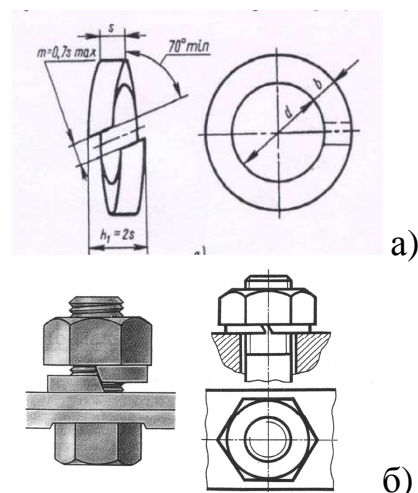 s
m=0,7s max
70°min
b
d
h₁=2s
а)
б)